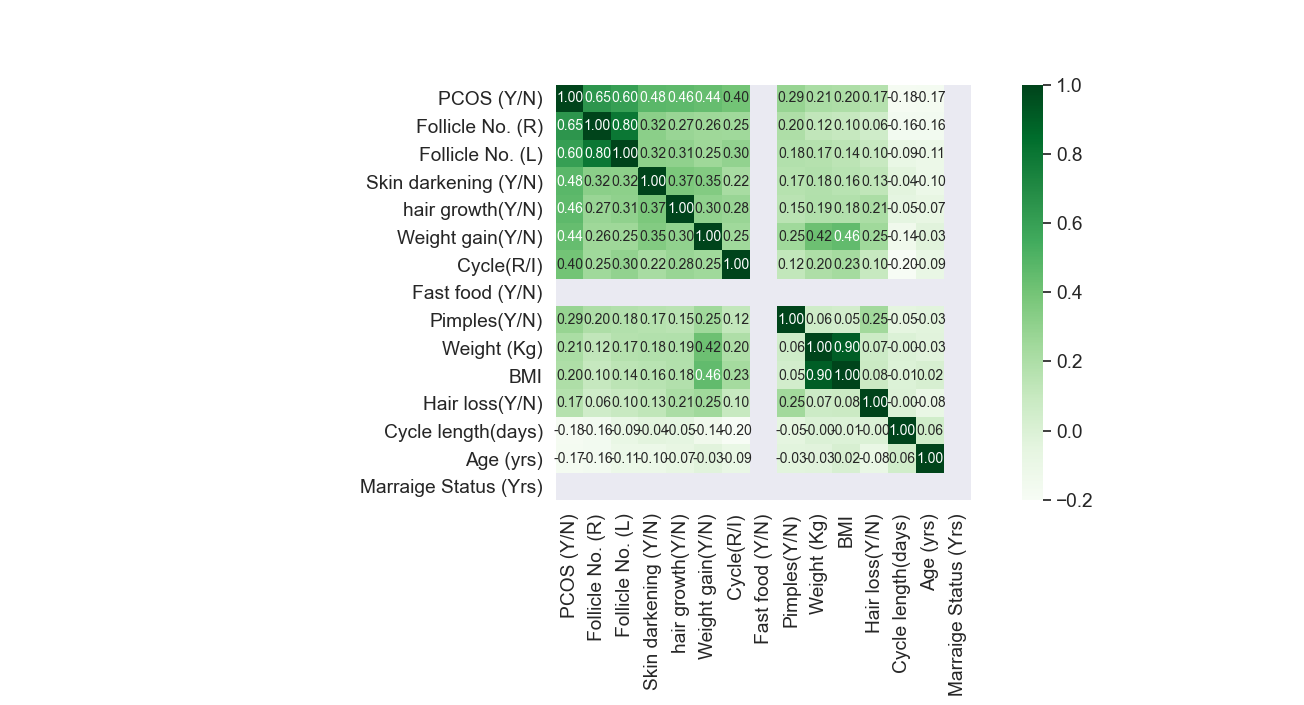 PCOS (Y/N) 1.00 0.65 0.60 0.48 0.46 0.44 0.40 0.29 0.21 0.20 0.17 -0.18 -0.17
Follicle No. (R) 0.65 1.00 0.80 0.32 0.27 0.26 0.25 0.20 0.12 0.10 0.06 -0.16 -0.16
Follicle No. (L) 0.60 0.80 1.00 0.32 0.31 0.25 0.30 0.18 0.17 0.14 0.10 -0.09 -0.11
Skin darkening (Y/N) 0.48 0.32 0.32 1.00 0.37 0.35 0.22 0.17 0.18 0.16 0.13 -0.04 -0.10
hair growth(Y/N) 0.46 0.27 0.31 0.37 1.00 0.30 0.28 0.15 0.19 0.18 0.21 -0.05 -0.07
Weight gain(Y/N) 0.44 0.26 0.25 0.35 0.30 1.00 0.25 0.25 0.42 0.46 0.25 -0.14 -0.03
Cycle(R/I) 0.40 0.25 0.30 0.22 0.28 0.25 1.00 0.12 0.20 0.23 0.10 -0.20 -0.09
Fast food (Y/N)
Pimples(Y/N) 0.29 0.20 0.18 0.17 0.15 0.25 0.12 1.00 0.06 0.05 0.25 -0.05 -0.03
Weight (Kg) 0.21 0.12 0.17 0.18 0.19 0.42 0.20 0.06 1.00 0.90 0.07 -0.00 -0.03
BMI 0.20 0.10 0.14 0.16 0.18 0.46 0.23 0.05 0.90 1.00 0.08 -0.01 0.02
Hair loss(Y/N) 0.17 0.06 0.10 0.13 0.21 0.25 0.10 0.25 0.07 0.08 1.00 -0.00 -0.08
Cycle length(days) -0.18 -0.16 -0.09 -0.04 -0.05 -0.14 -0.20 -0.05 -0.00 -0.01 -0.00 1.00 0.06
Age (yrs) -0.17 -0.16 -0.11 -0.10 -0.07 -0.03 -0.09 -0.03 -0.03 0.02 -0.08 0.06 1.00
Marraige Status (Yrs)
PCOS (Y/N)
Follicle No. (R)
Follicle No. (L)
Skin darkening (Y/N)
hair growth(Y/N)
Weight gain(Y/N)
Cycle(R/I)
Fast food (Y/N)
Pimples(Y/N)
Weight (Kg)
BMI
Hair loss(Y/N)
Cycle length(days)
Age (yrs)
Marraige Status (Yrs)
1.0
0.8
0.6
0.4
0.2
0.0
−0.2